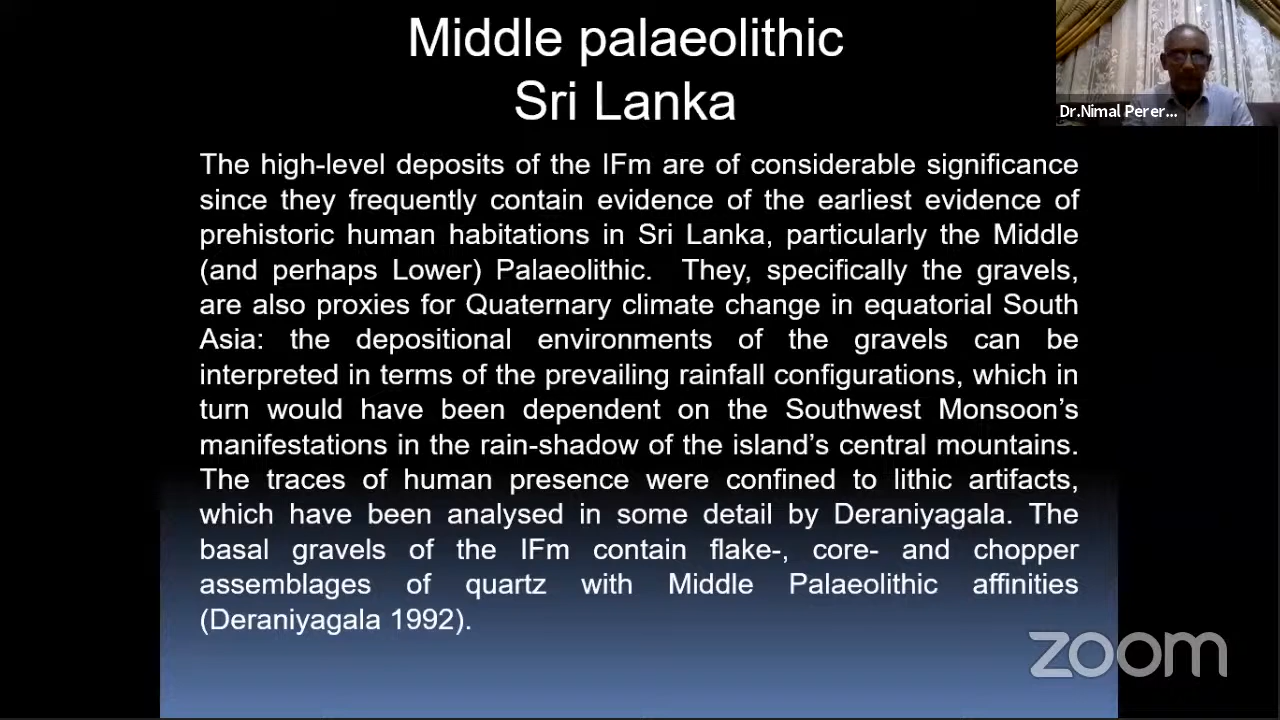 Middle palaeolithic
Sri Lanka
Dr.Nimal Perer...
The high-level deposits of the IFm are of considerable significance
since they frequently contain evidence of the earliest evidence of
prehistoric human habitations in Sri Lanka, particularly the Middle
(and perhaps Lower) Palaeolithic. They, specifically the gravels,
are also proxies for Quaternary climate change in equatorial South
Asia: the depositional environments of the gravels can be
interpreted in terms of the prevailing rainfall configurations, which in
turn would have been dependent on the Southwest Monsoon’s
manifestations in the rain-shadow of the island’s central mountains.
The traces of human presence were confined to lithic artifacts,
which have been analysed in some detail by Deraniyagala. The
basal gravels of the IFm contain flake-, core- and chopper
assemblages of quartz with Middle Palaeolithic affinities
(Deraniyagala 1992).
zoom